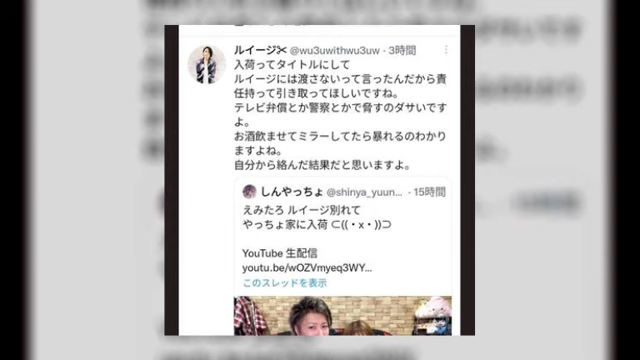 ルイージ✂ @wu3uwithwu3uw · 3時間
入荷ってタイトルにして
ルイージには渡さないって言ったんだから責
任持って引き取ってほしいですね。
テレビ弁償とか警察とかで脅すのダサいです
よ。
お酒飲ませてミラーしてたら暴れるのわかり
ますよね。
自分から絡んだ結果だと思いますよ。
しんやっちょ @shinya_yuun... · 15時間
えみたろ ルイージ別れて
やっちょ家に入荷 ⊂((・x・))⊃
YouTube 生配信
youtu.be/wOZVmyeq3WY...
このスレッドを表示